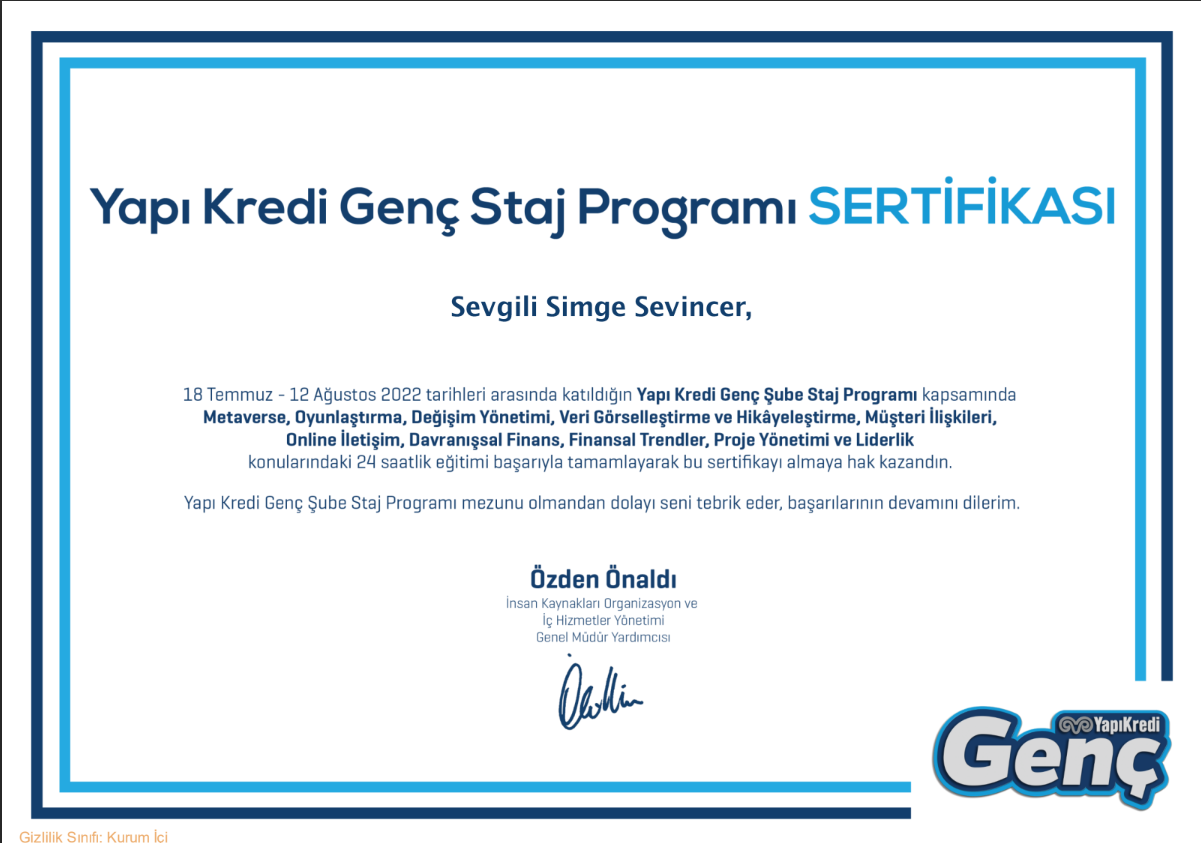 Yapı Kredi Genç Staj Programı SERTİFİKASI
Sevgili Simge Sevincer,
18 Temmuz - 12 Ağustos 2022 tarihleri arasında katıldığın Yapı Kredi Genç Şube Staj Programı kapsamında
Metaverse, Oyunlaştırma, Değişim Yönetimi, Veri Görselleştirme ve Hikâyeleştirme, Müşteri İlişkileri,
Online İletişim, Davranışsal Finans, Finansal Trendler, Proje Yönetimi ve Liderlik
konularındaki 24 saatlik eğitimi başarıyla tamamlayarak bu sertifikayı almaya hak kazandın.
Yapı Kredi Genç Şube Staj Programı mezunu olmandan dolayı seni tebrik eder, başarılarının devamını dilerim.
Özden Önaldı
İnsan Kaynakları Organizasyon ve
İç Hizmetler Yönetimi
Genel Müdür Yardımcısı
YapıKredi
Genç
Gizlilik Sınıfı: Kurum İci